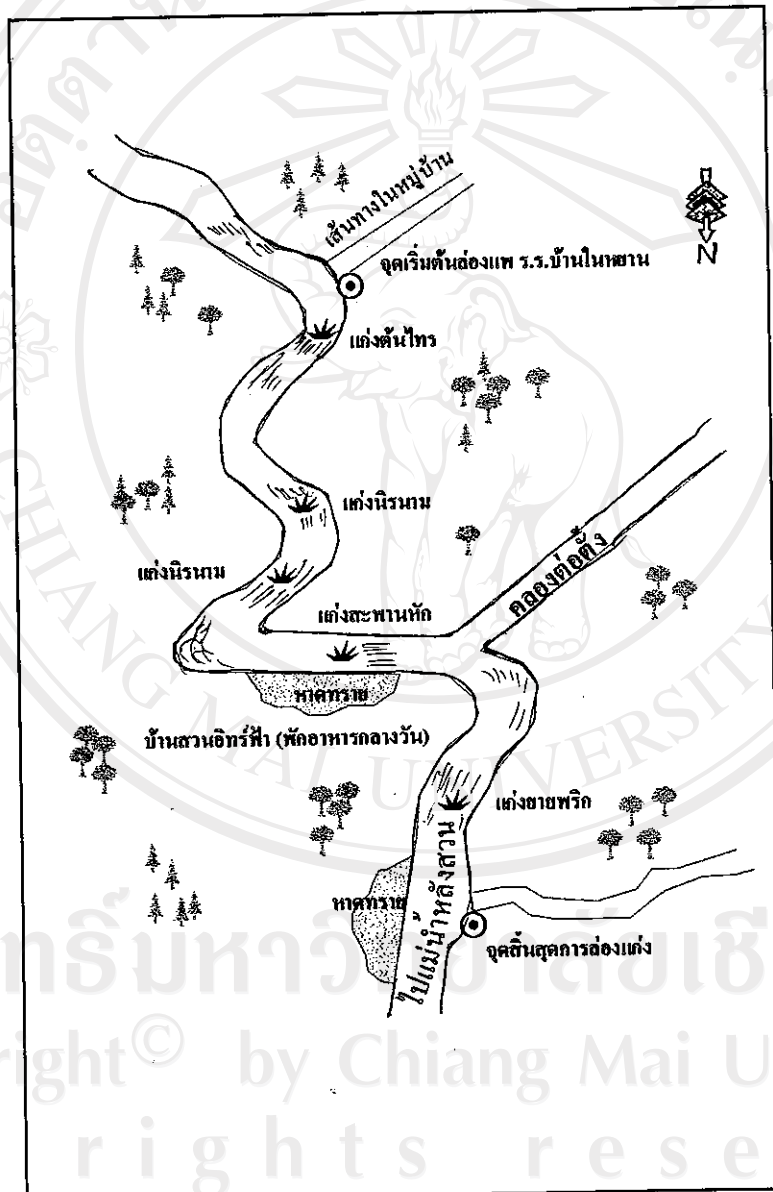 เส้นทางในหมู่บ้าน
N
จุดเริ่มต้นล่องแพ ร.ร.บ้านในหยาน
แก่งต้นไทร
แก่งนิรนาม
แก่งนิรนาม
คลองต่อตั้ง
แก่งสะพานหัก
หาดทราย
บ้านสวนอิทร์ฟ้า (พักอาหารกลางวัน)
แก่งยายพริก
หาดทราย
ไปแม่น้ำหลังสวน
จุดสิ้นสุดการล่องแก่ง
CHIANG MAI UNIVERSITY
by Chiang Mai U
rights rese